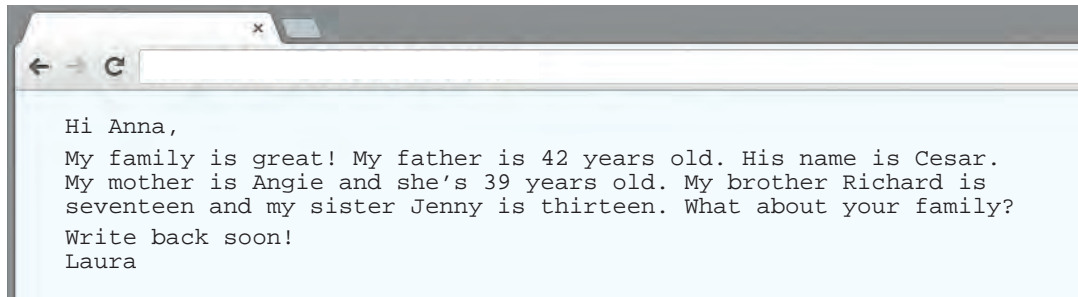 Hi Anna,
My family is great! My father is 42 years old. His name is Cesar.
My mother is Angie and she’s 39 years old. My brother Richard is
seventeen and my sister Jenny is thirteen. What about your family?
Write back soon!
Laura